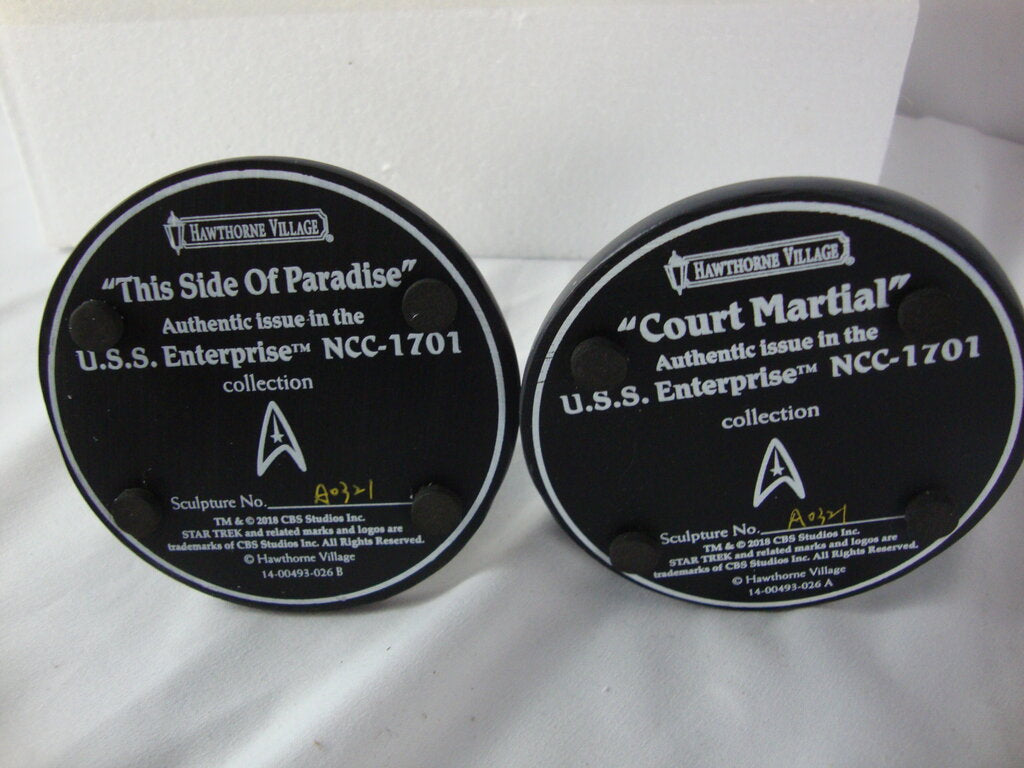 HAWTHORNE VILLAGE®
"This Side Of Paradise"
Authentic issue in the
U.S.S. Enterprise™ NCC-1701
collection
Sculpture No. A0321
TM & © 2018 CBS Studios Inc.
STAR TREK and related marks and logos are
trademarks of CBS Studios Inc. All Rights Reserved.
© Hawthorne Village
14-00493-026 B
HAWTHORNE VILLAGE®
"Court Martial"
Authentic issue in the
U.S.S. Enterprise™ NCC-1701
collection
Sculpture No. A0321
TM & © 2018 CBS Studios Inc.
STAR TREK and related marks and logos are
trademarks of CBS Studios Inc. All Rights Reserved.
© Hawthorne Village
14-00493-026 A